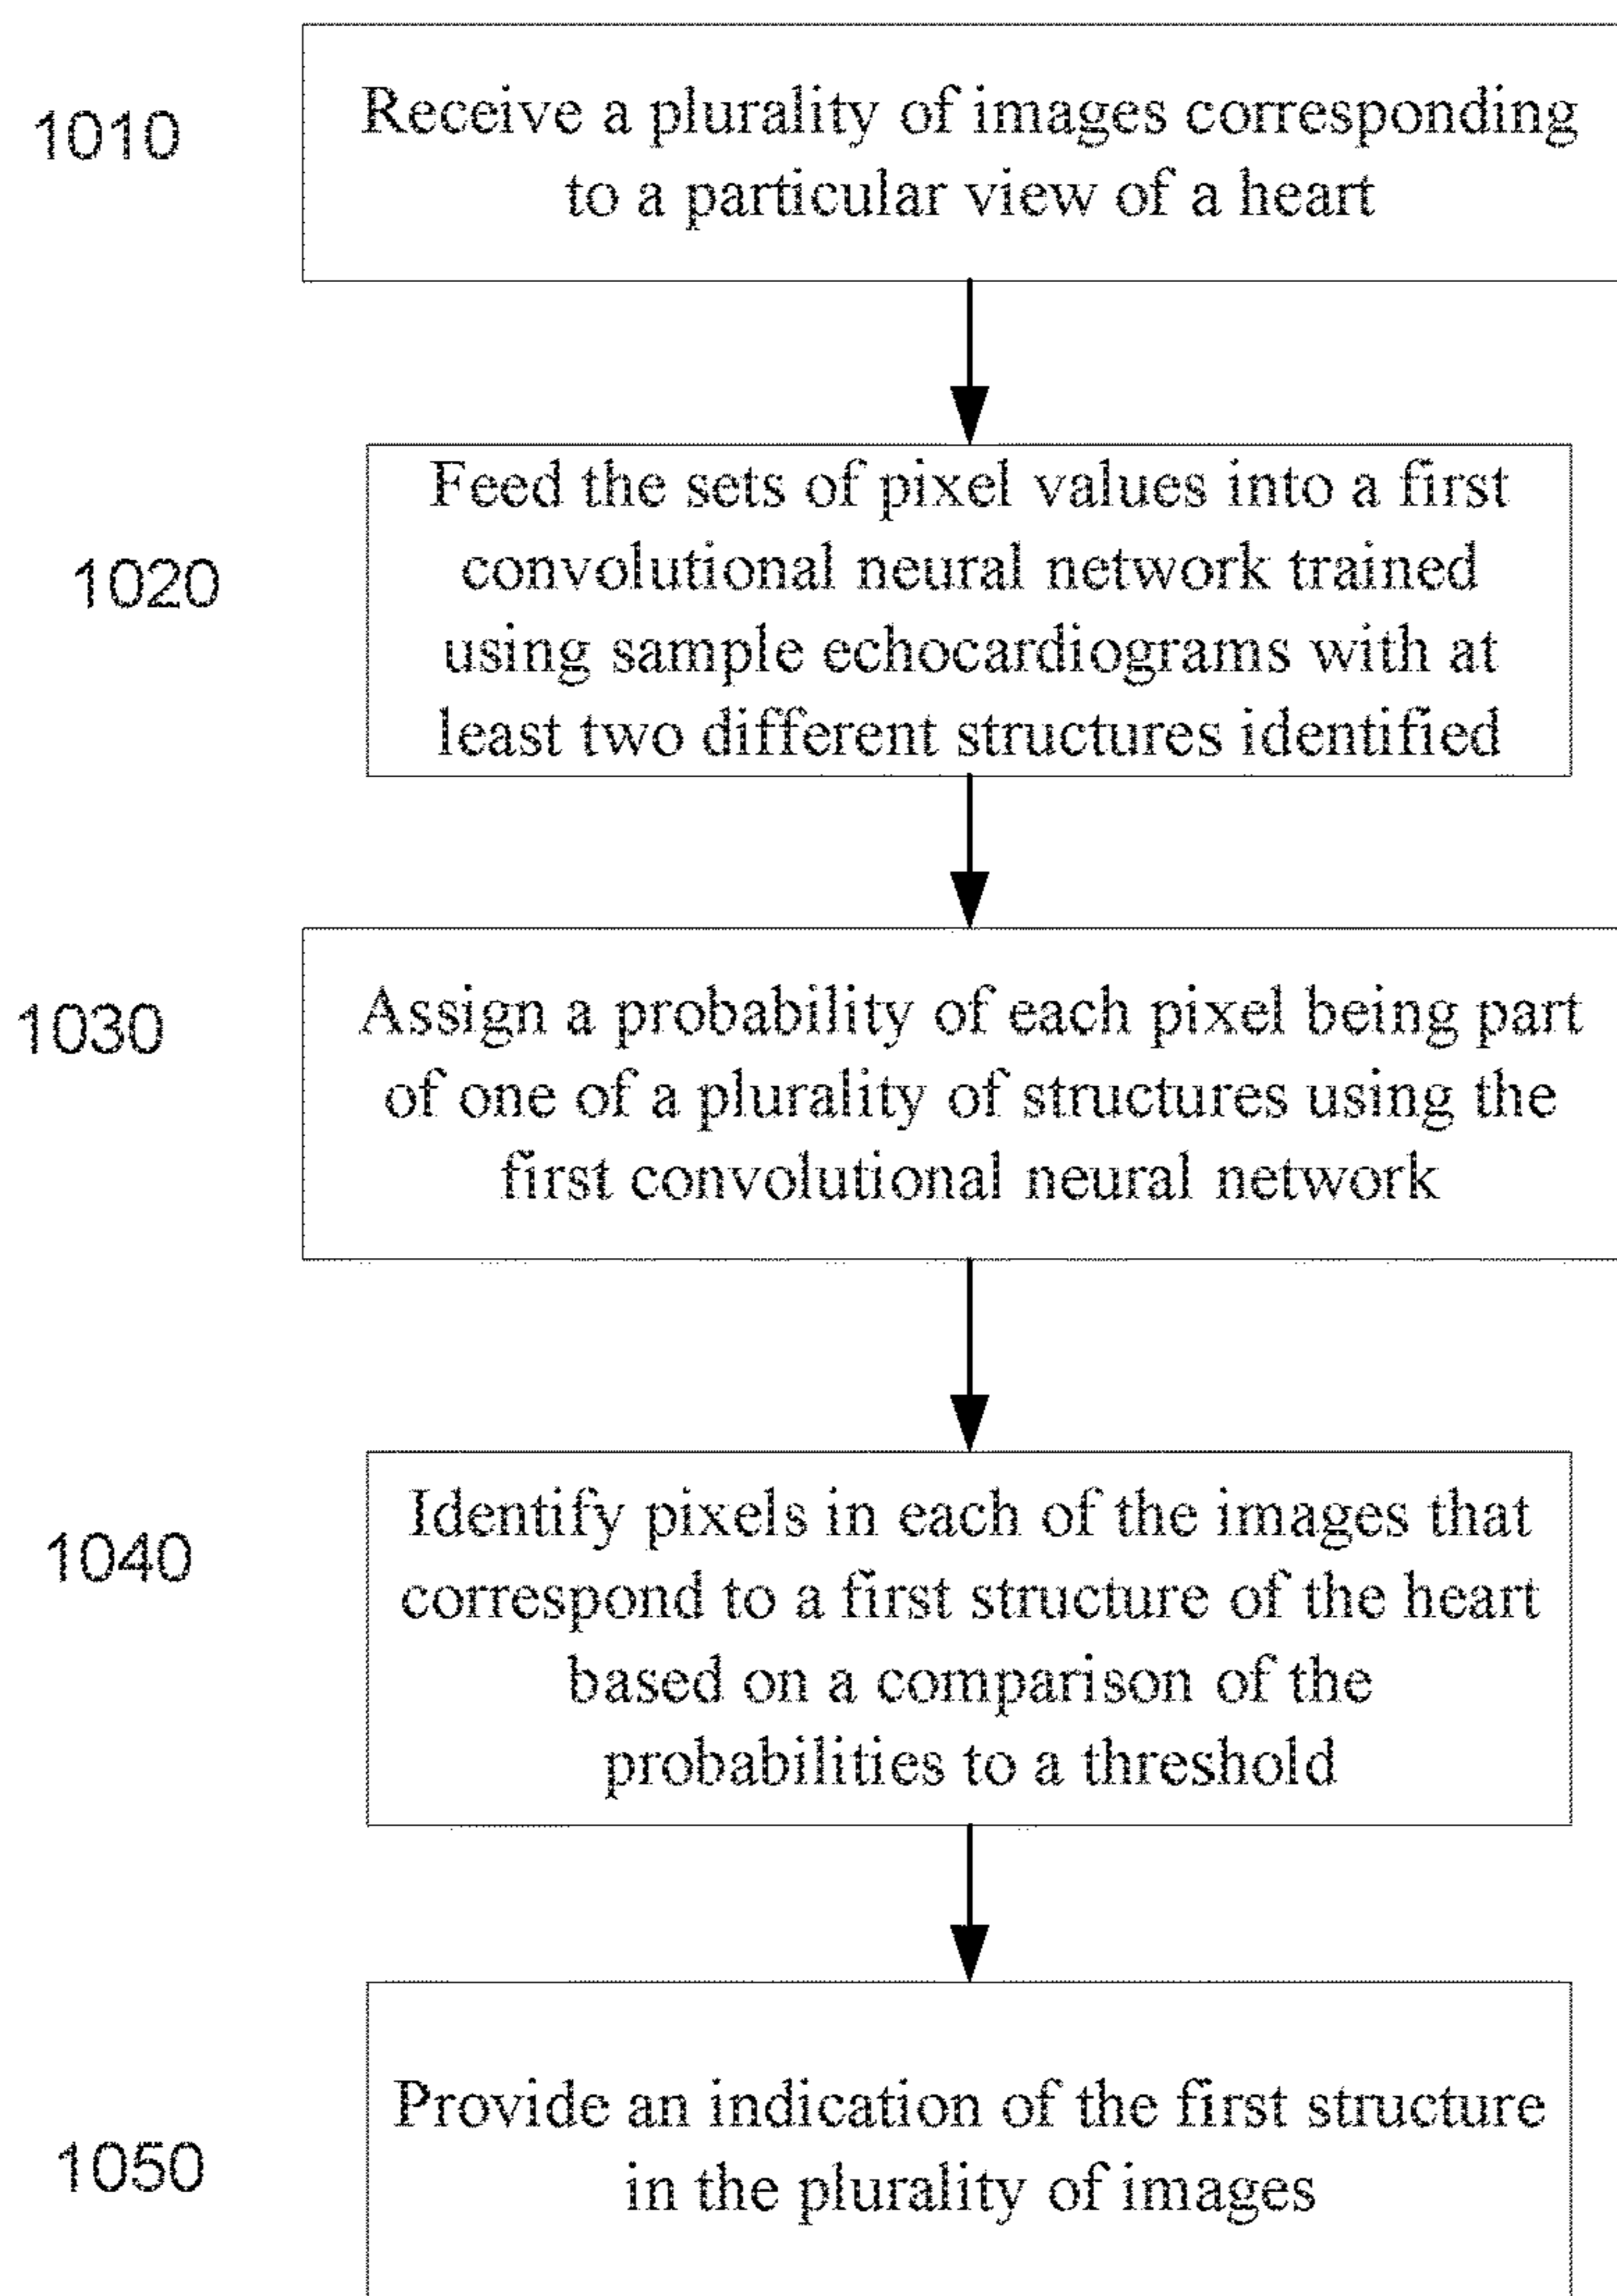 1010
Receive a plurality of images corresponding
to a particular view of a heart
1020
Feed the sets of pixel values into a first
convolutional neural network trained
using sample echocardiograms with at
least two different structures identified
1030
Assign a probability of each pixel being part
of one of a plurality of structures using the
first convolutional neural network
1040
Identify pixels in each of the images that
correspond to a first structure of the heart
based on a comparison of the
probabilities to a threshold
1050
Provide an indication of the first structure
in the plurality of images